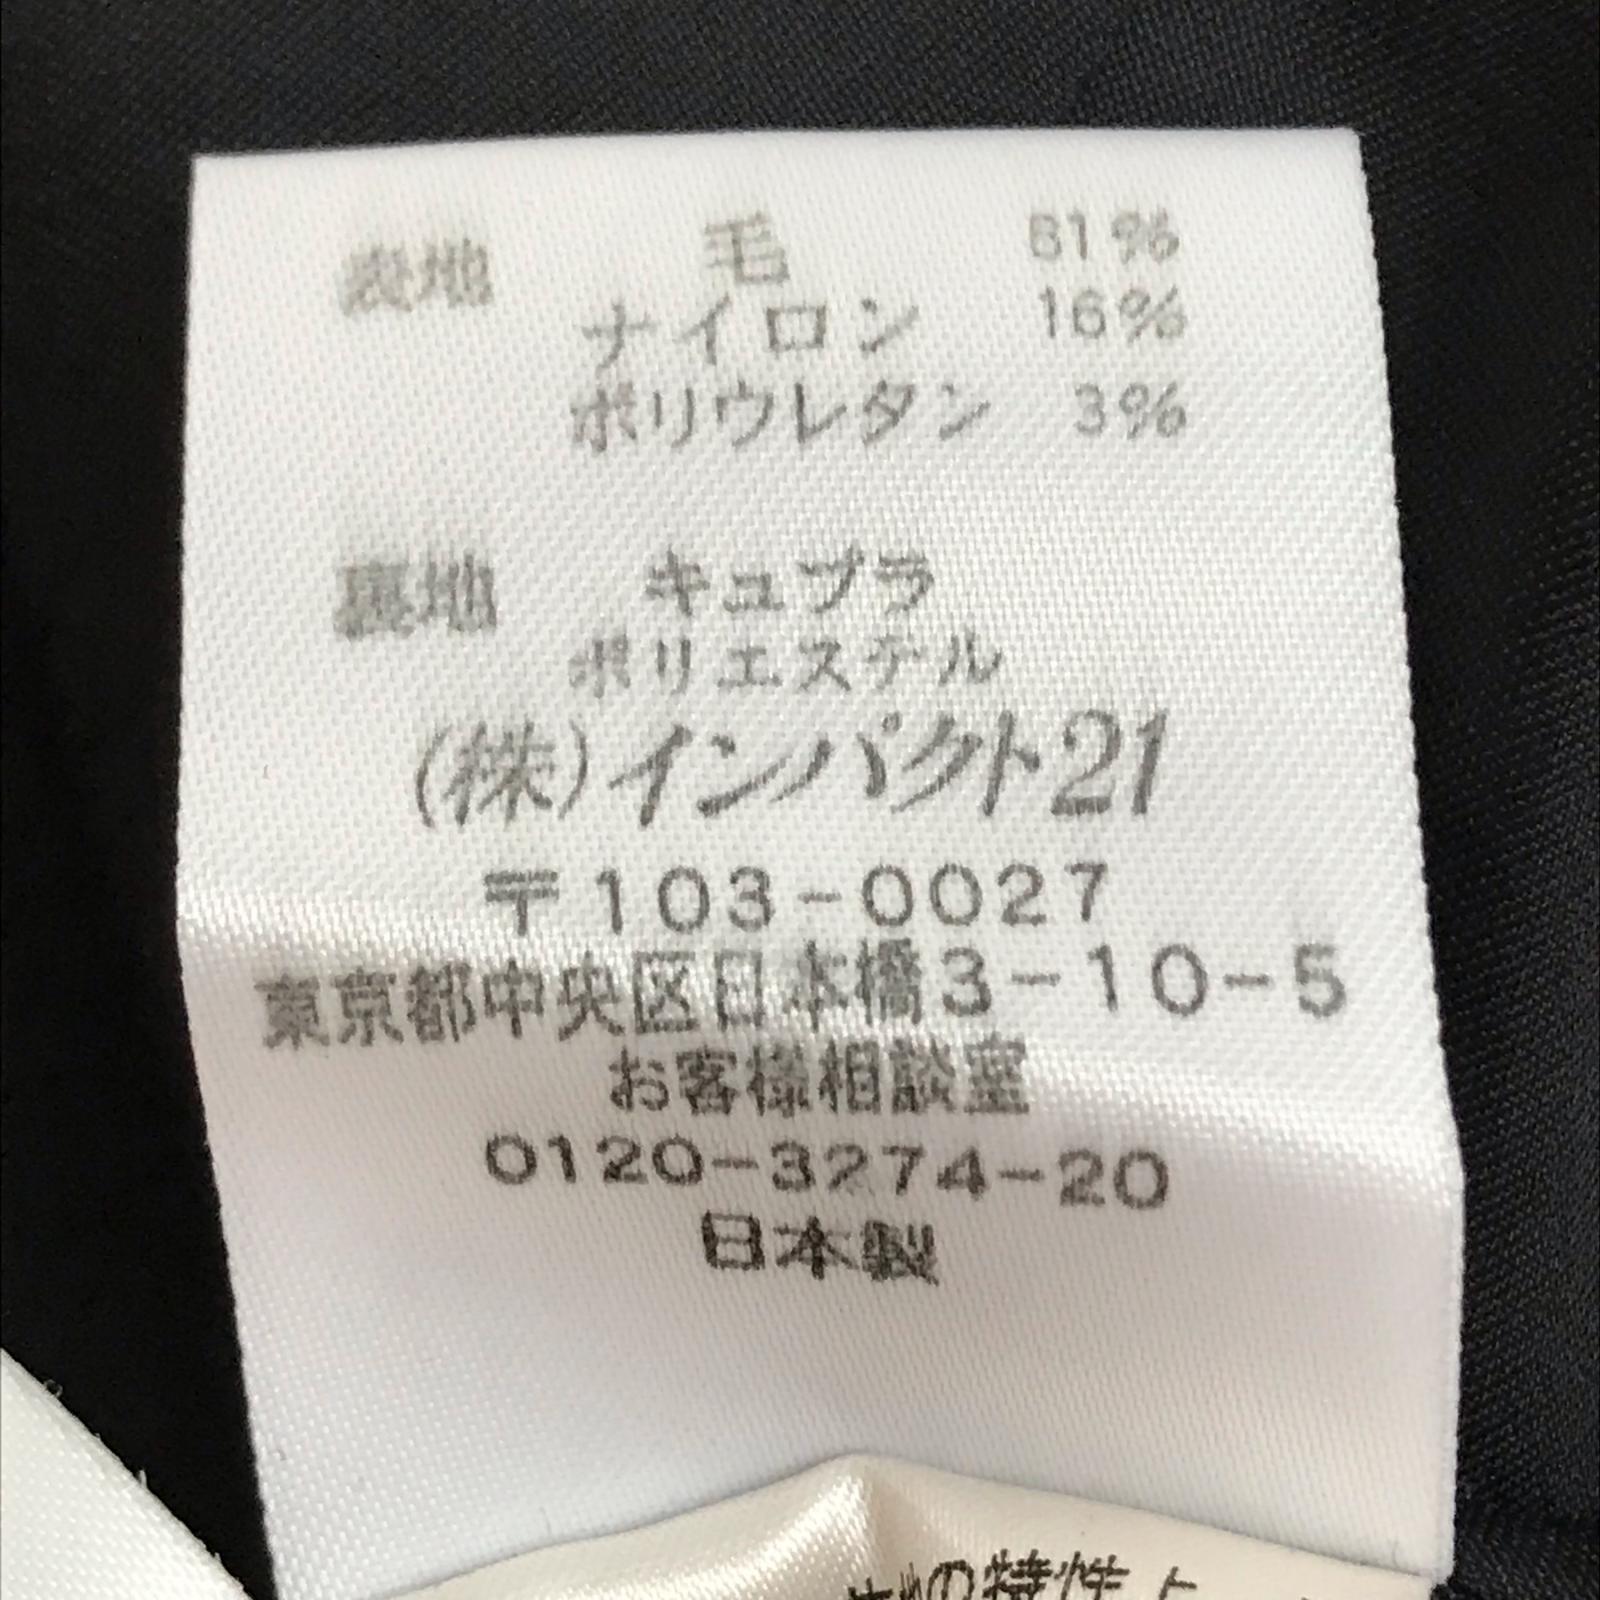 表地 毛 81%
ナイロン 16%
ポリウレタン 3%
裏地 キュプラ
ポリエステル
(株)インパクト21
〒103-0027
東京都中央区日本橋3-10-5
お客様相談室
0120-3274-20
日本製
の特性